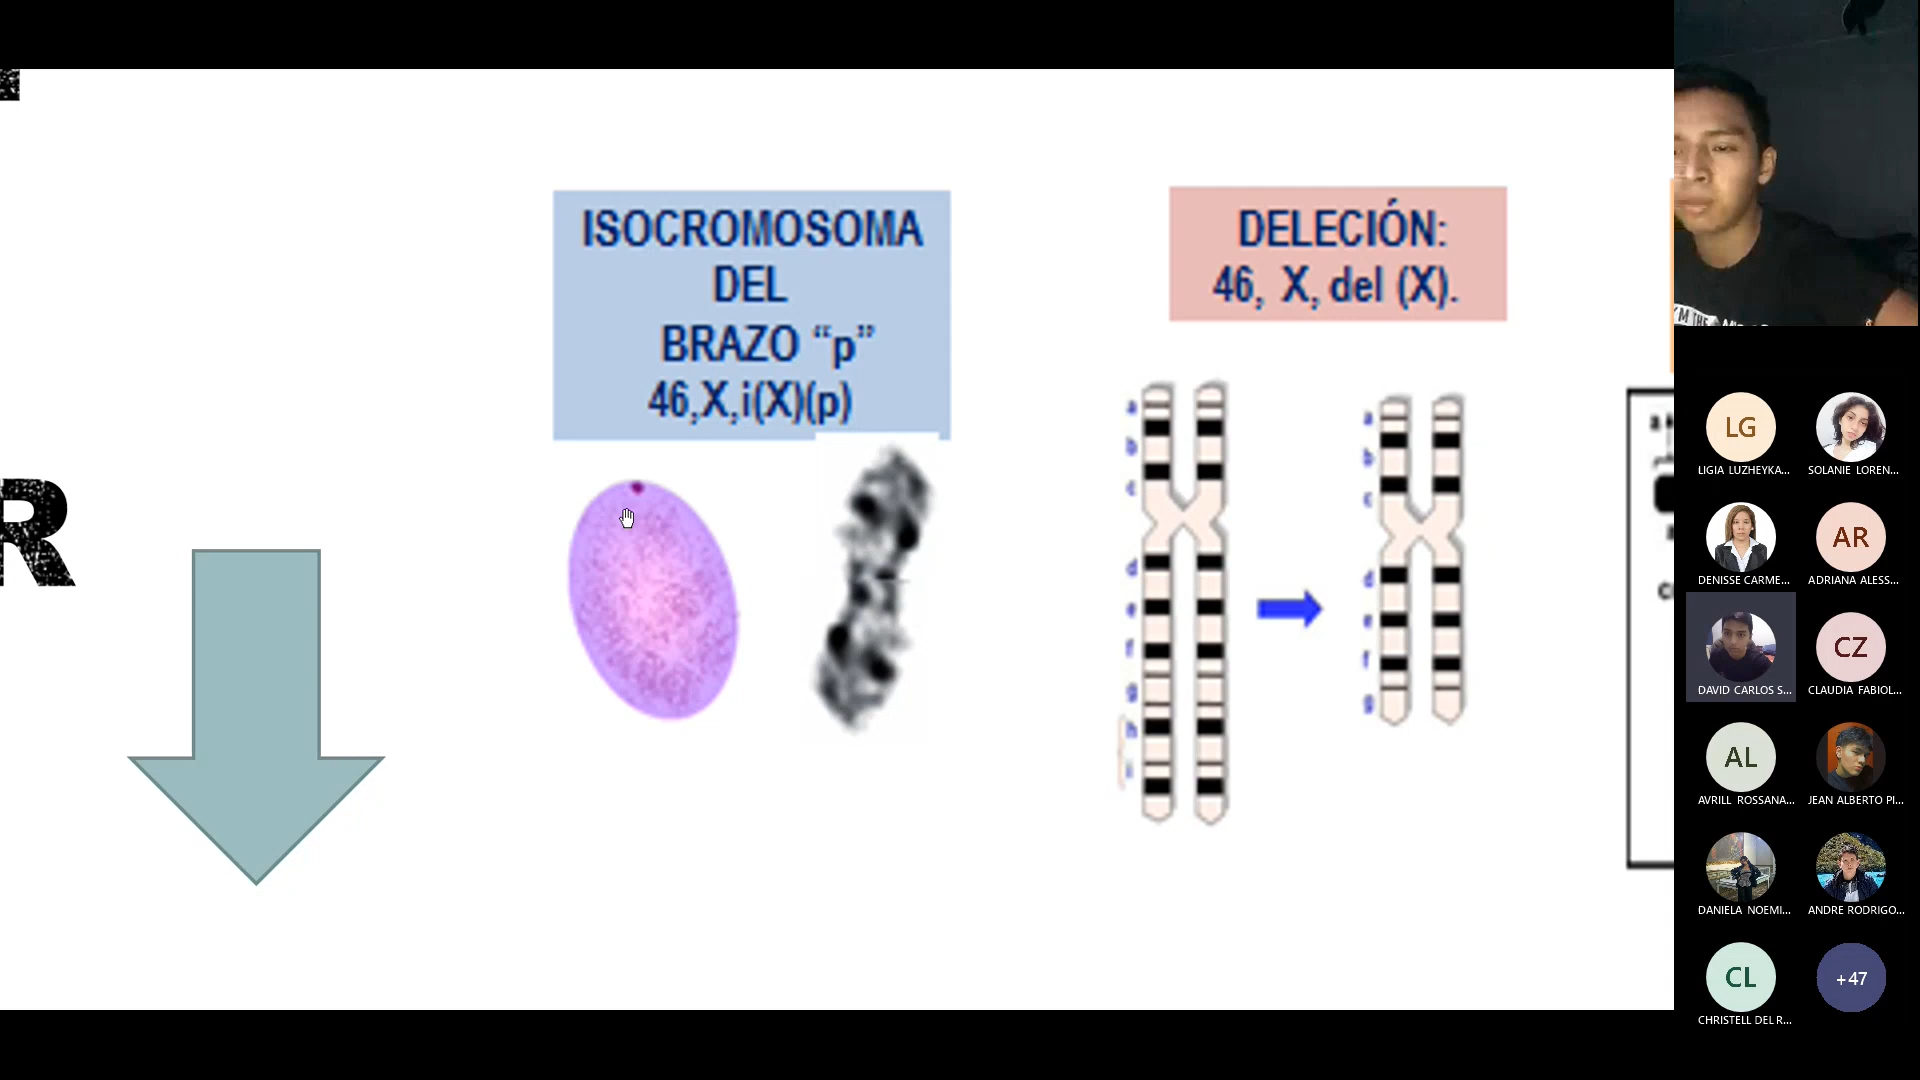 R
ISOCROMOSOMA
DEL
BRAZO “p”
46,X,i(X)(p)
DELECIÓN:
46, X, del (X).
a
b
c
d
e
f
g
h
i
a
b
c
d
e
f
g
I'M THE
LG
LIGIA LUZHEYKA...
SOLANIE LOREN...
DENISSE CARME...
AR
ADRIANA ALESS...
DAVID CARLOS S...
CZ
CLAUDIA FABIOL...
AL
AVRILL ROSSANA...
JEAN ALBERTO PI...
DANIELA NOEMI...
ANDRE RODRIGO...
CL
CHRISTELL DEL R...
+47